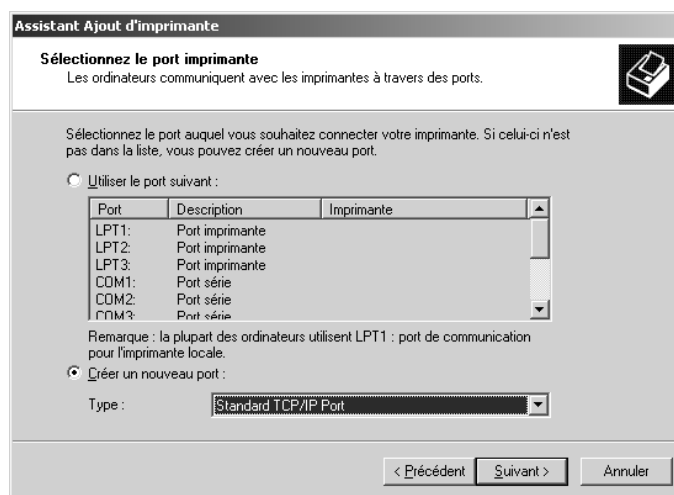 Assistant Ajout d'imprimante
Sélectionnez le port imprimante
Les ordinateurs communiquent avec les imprimantes à travers des ports.
Sélectionnez le port auquel vous souhaitez connecter votre imprimante. Si celui-ci n'est
pas dans la liste, vous pouvez créer un nouveau port.
Utiliser le port suivant :
Port Description Imprimante
LPT1: Port imprimante
LPT2: Port imprimante
LPT3: Port imprimante
COM1: Port série
COM2: Port série
COM3: Port série
Remarque : la plupart des ordinateurs utilisent LPT1 : port de communication
pour l'imprimante locale.
Créer un nouveau port :
Type : Standard TCP/IP Port
< Précédent Suivant > Annuler